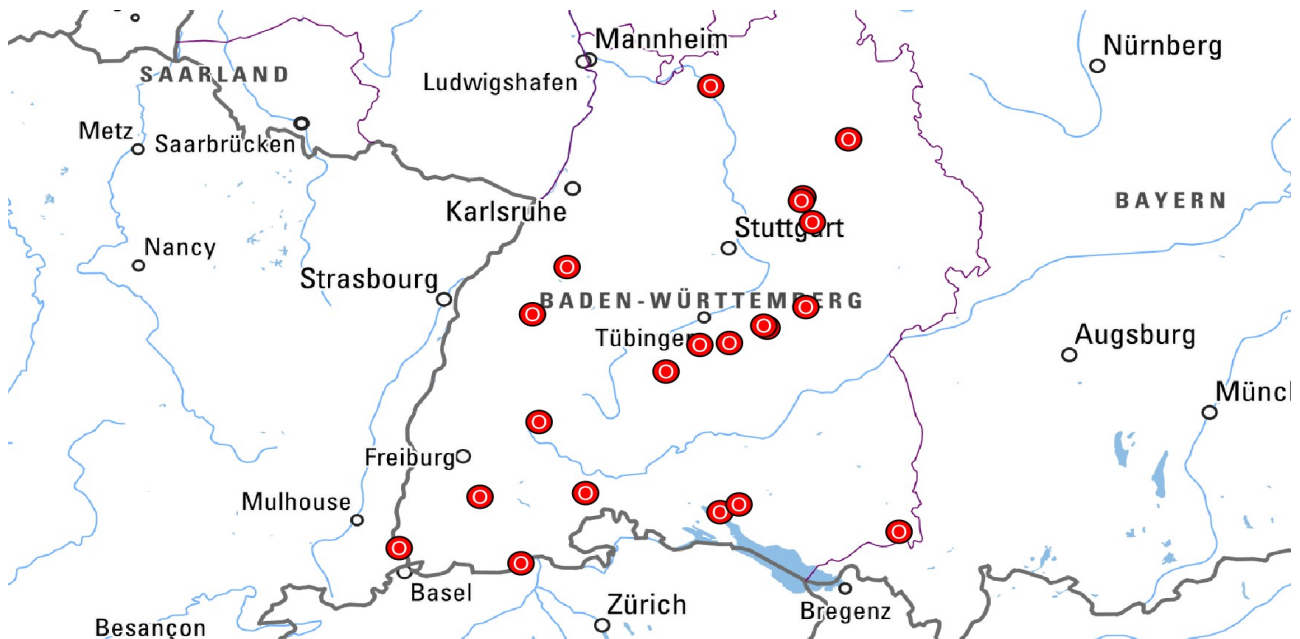 Mannheim
Nürnberg
SAARLAND
Ludwigshafen
Metz
Saarbrücken
Karlsruhe
BAYERN
Stuttgart
Nancy
Strasbourg
BADEN-WÜRTTEMBERG
Tübingen
Augsburg
Münch
Freiburg
Mulhouse
Basel
Zürich
Bregenz
Besançon